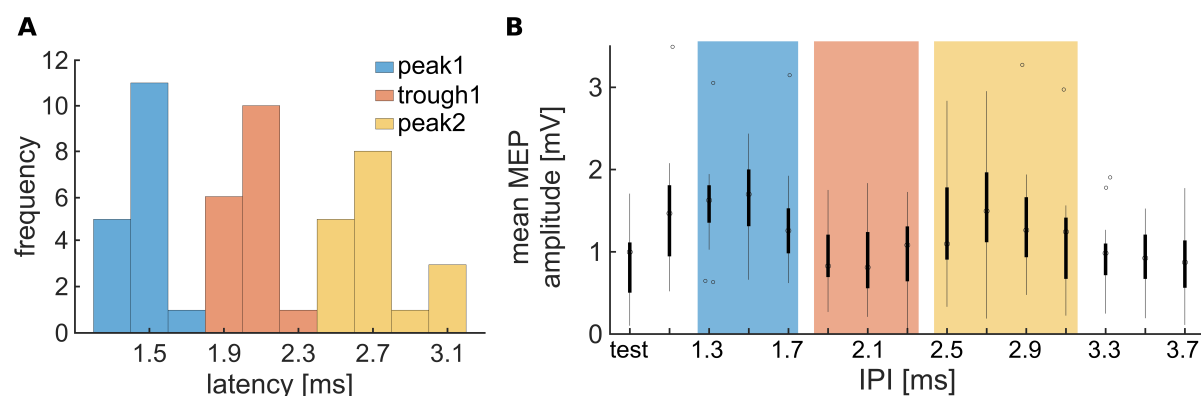 A
frequency
12
10
8
6
4
2
0
peak1
trough1
peak2
1.5 1.9 2.3 2.7 3.1
latency [ms]
B
mean MEP
amplitude [mV]
3
2
1
0
test 1.3 1.7 2.1 2.5 2.9 3.3 3.7
IPI [ms]